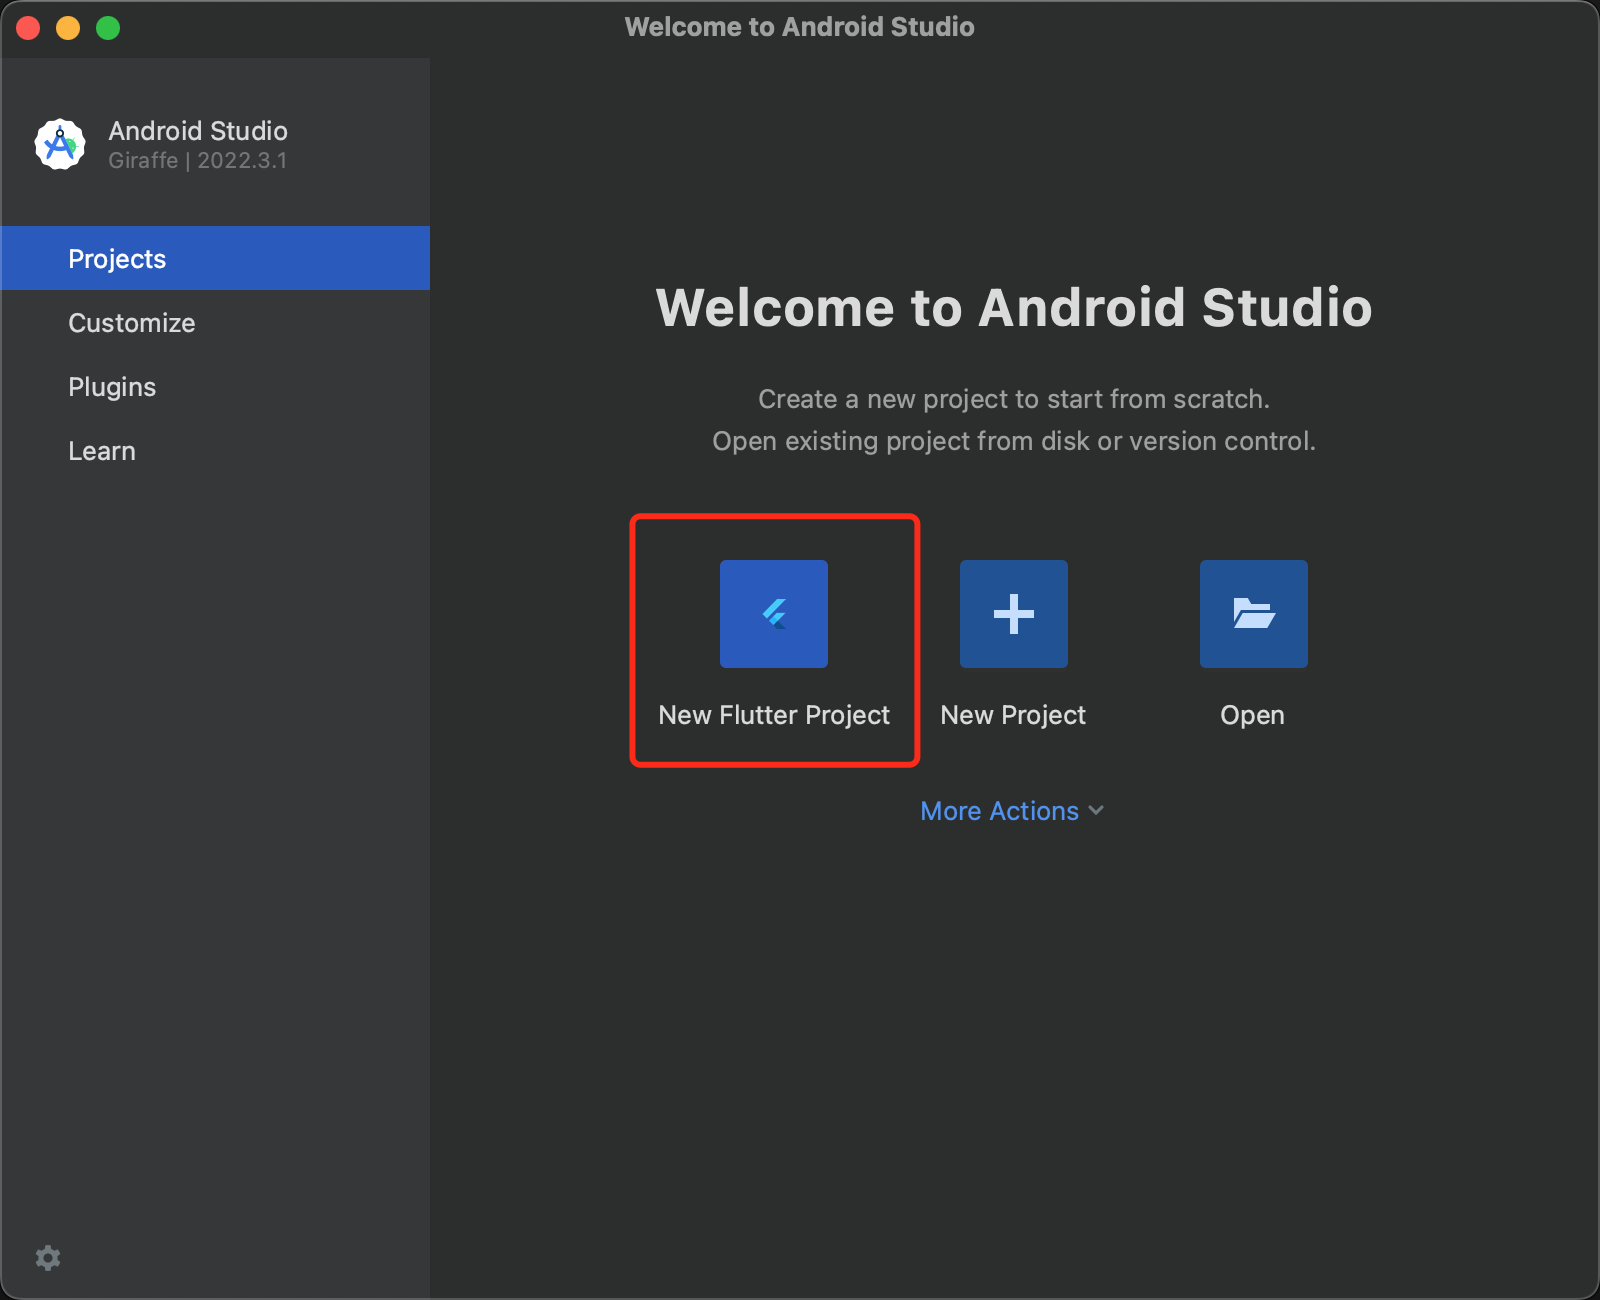 Welcome to Android Studio
Android Studio
Giraffe | 2022.3.1
Projects
Customize
Plugins
Learn
Welcome to Android Studio
Create a new project to start from scratch.
Open existing project from disk or version control.
New Flutter Project
New Project
Open
More Actions